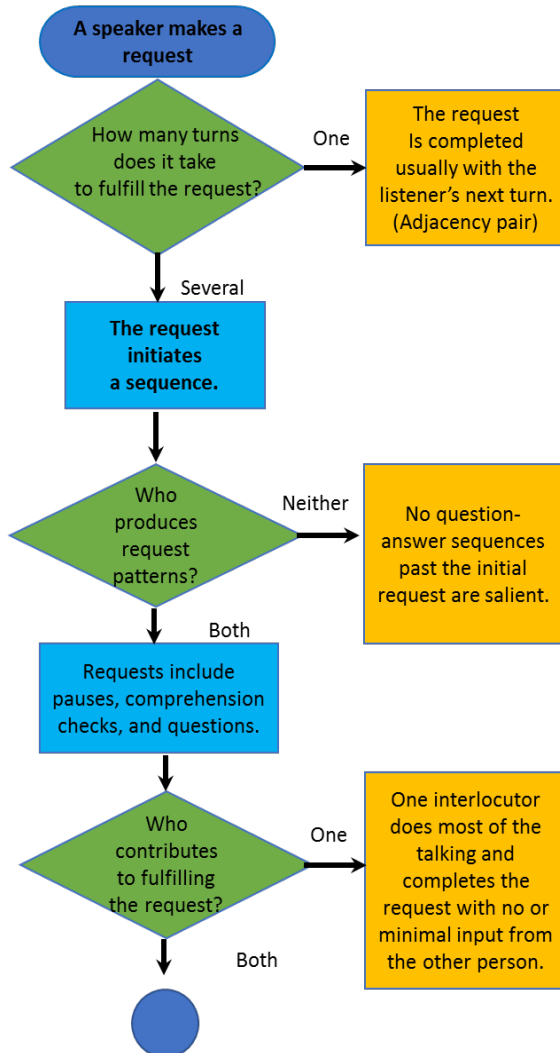 A speaker makes a
request
How many turns
does it take
to fulfill the request?
One
The request
Is completed
usually with the
listener's next turn.
(Adjacency pair)
Several
The request
initiates
a sequence.
Who
produces
request
patterns?
Neither
No question-
answer sequences
past the initial
request are salient.
Both
Requests include
pauses, comprehension
checks, and questions.
Who
contributes
to fulfilling
the request?
One
One interlocutor
does most of the
talking and
completes the
request with no or
minimal input from
the other person.
Both